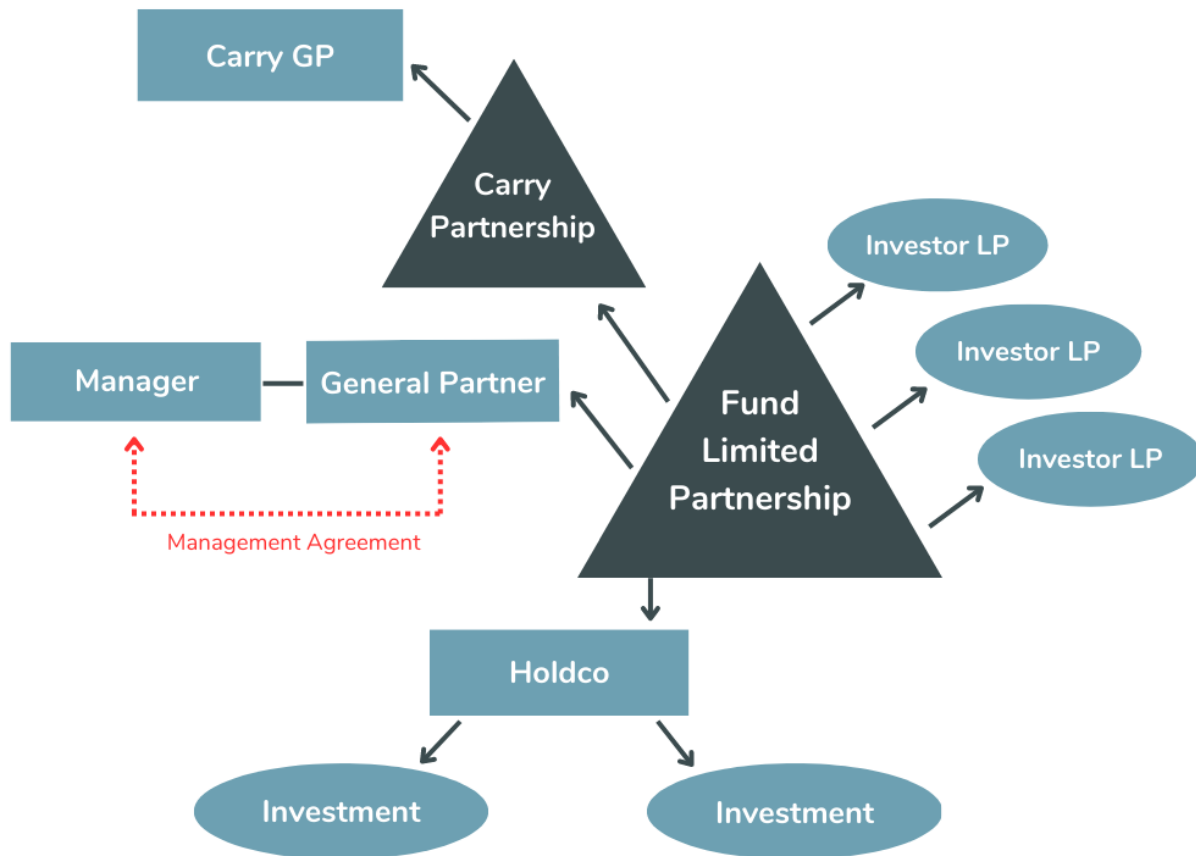 Carry GP
Carry
Partnership
Investor LP
Investor LP
Manager
General Partner
Fund
Limited
Partnership
Investor LP
Management Agreement
Holdco
Investment
Investment